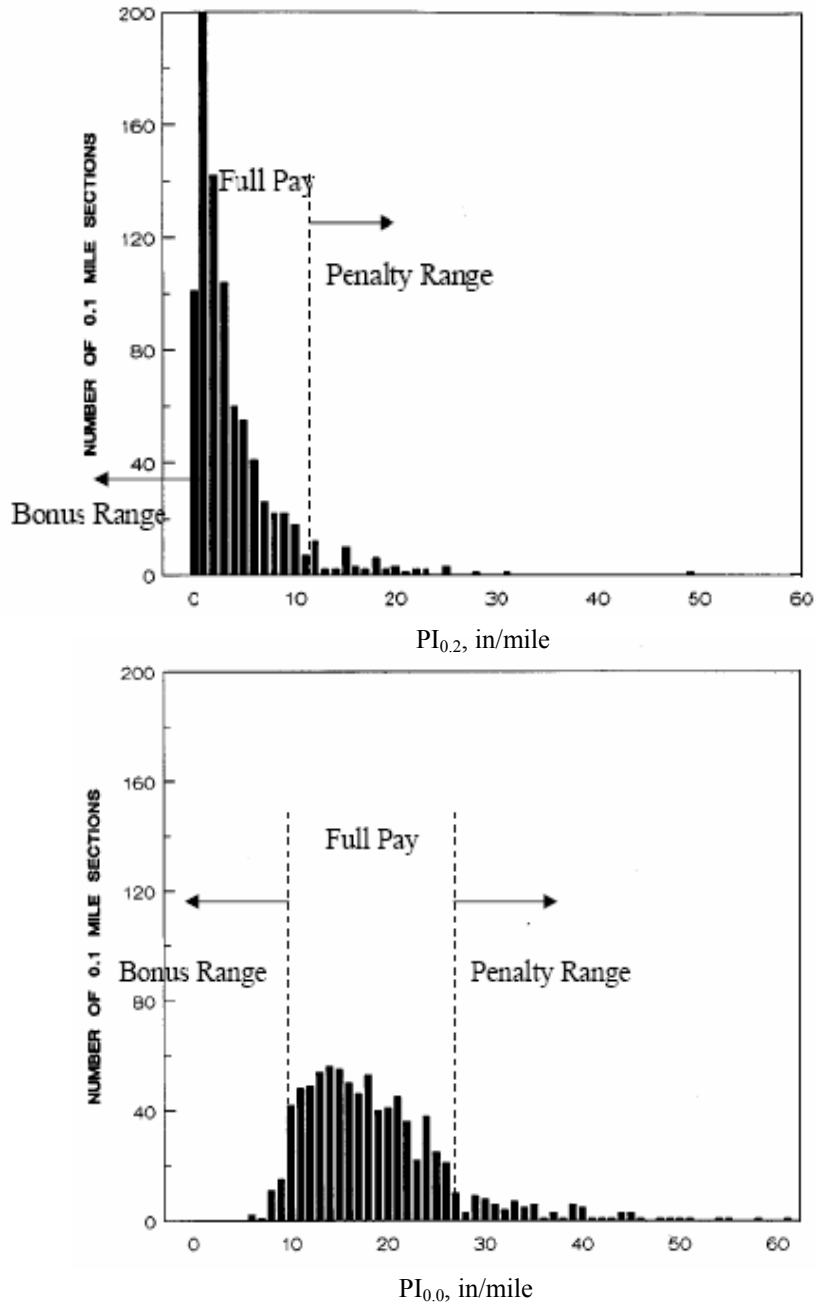 200
160
120
80
40
0
NUMBER OF 0.1 MILE SECTIONS
Full Pay
Penalty Range
Bonus Range
0 10 20 30 40 50 60
PI0.2, in/mile
200
160
120
80
40
0
NUMBER OF 0.1 MILE SECTIONS
Full Pay
Bonus Range
Penalty Range
0 10 20 30 40 50 60
PI0.0, in/mile